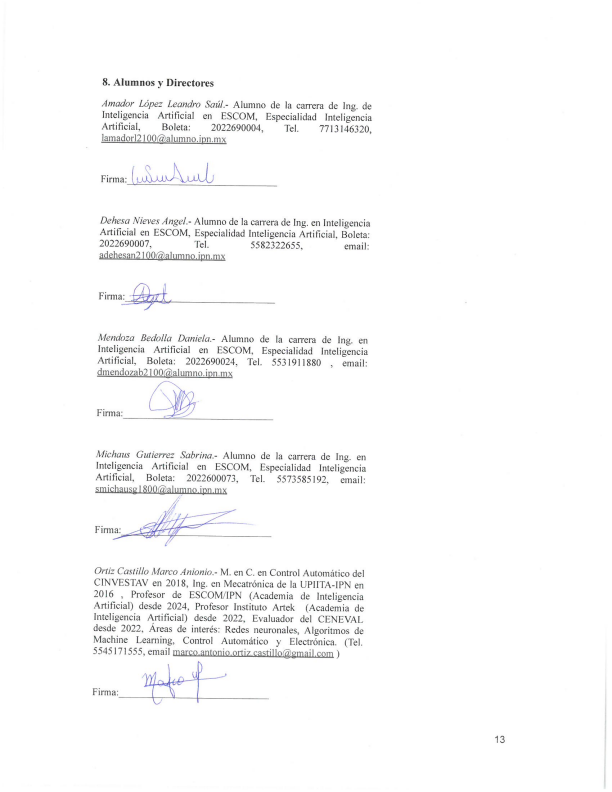 8. Alumnos y Directores
Amador López Leandro Saúl.- Alumno de la carrera de Ing. de
Inteligencia Artificial en ESCOM, Especialidad Inteligencia
Artificial, Boleta: 2022690004, Tel. 7713146320,
lamadorl2100@alumno.ipn.mx
Firma:
Dehesa Nieves Angel.- Alumno de la carrera de Ing. en Inteligencia
Artificial en ESCOM, Especialidad Inteligencia Artificial, Boleta:
2022690007, Tel. 5582322655, email:
adehesan2100@alumno.ipn.mx
Firma:
Mendoza Bedolla Daniela.- Alumno de la carrera de Ing. en
Inteligencia Artificial en ESCOM, Especialidad Inteligencia
Artificial, Boleta: 2022690024, Tel. 5531911880 , email:
dmendozab2100@alumno.ipn.mx
Firma:
Michaus Gutierrez Sabrina.- Alumno de la carrera de Ing. en
Inteligencia Artificial en ESCOM, Especialidad Inteligencia
Artificial, Boleta: 2022600073, Tel. 5573585192, email:
smichausg1800@alumno.ipn.mx
Firma:
Ortiz Castillo Marco Anionio.- M. en C. en Control Automático del
CINVESTAV en 2018, Ing. en Mecatrónica de la UPIITA-IPN en
2016 , Profesor de ESCOM/IPN (Academia de Inteligencia
Artificial) desde 2024, Profesor Instituto Artek (Academia de
Inteligencia Artificial) desde 2022, Evaluador del CENEVAL
desde 2022, Áreas de interés: Redes neuronales, Algoritmos de
Machine Learning, Control Automático y Electrónica. (Tel.
5545171555, email marco.antonio.ortiz.castillo@gmail.com )
Firma:
13